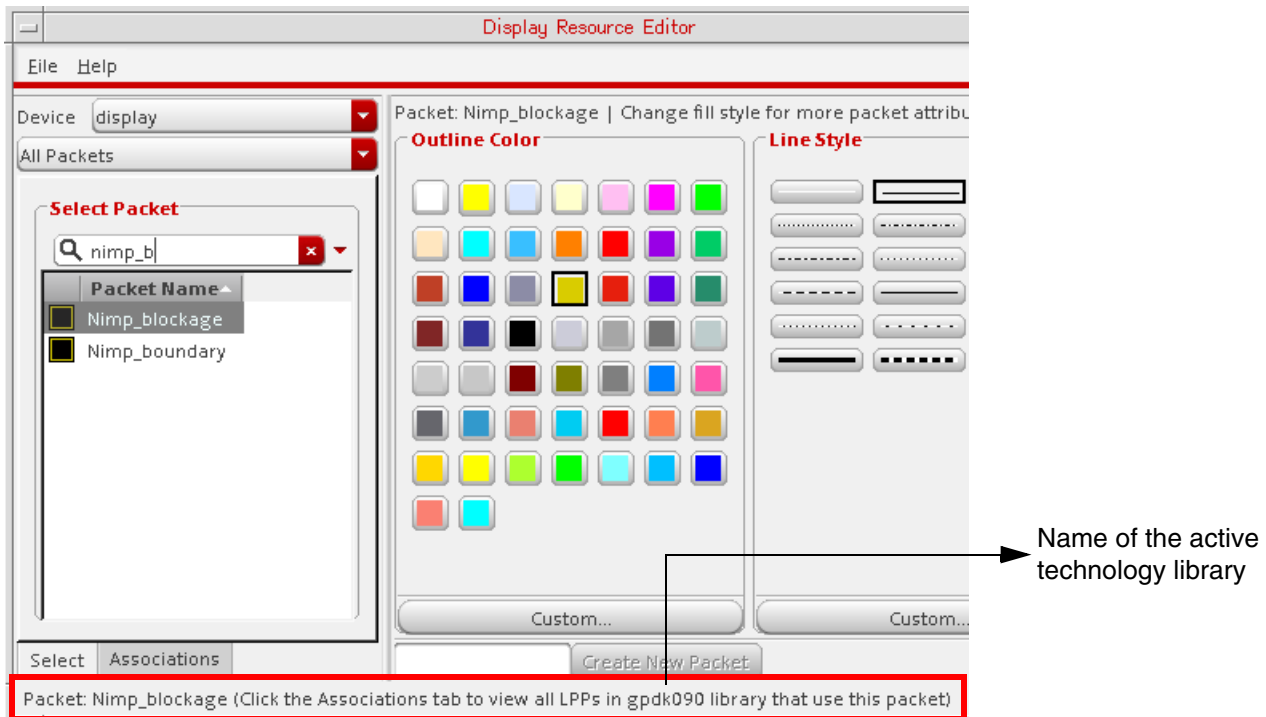 Display Resource Editor
File Help
Device display
All Packets
Select Packet
nimp_b
Packet Name
Nimp_blockage
Nimp_boundary
Select Associations
Packet: Nimp_blockage | Change fill style for more packet attribu
Outline Color
Custom...
Line Style
Custom...
Create New Packet
Packet: Nimp_blockage (Click the Associations tab to view all LPPs in gpdk090 library that use this packet)
Name of the active
technology library